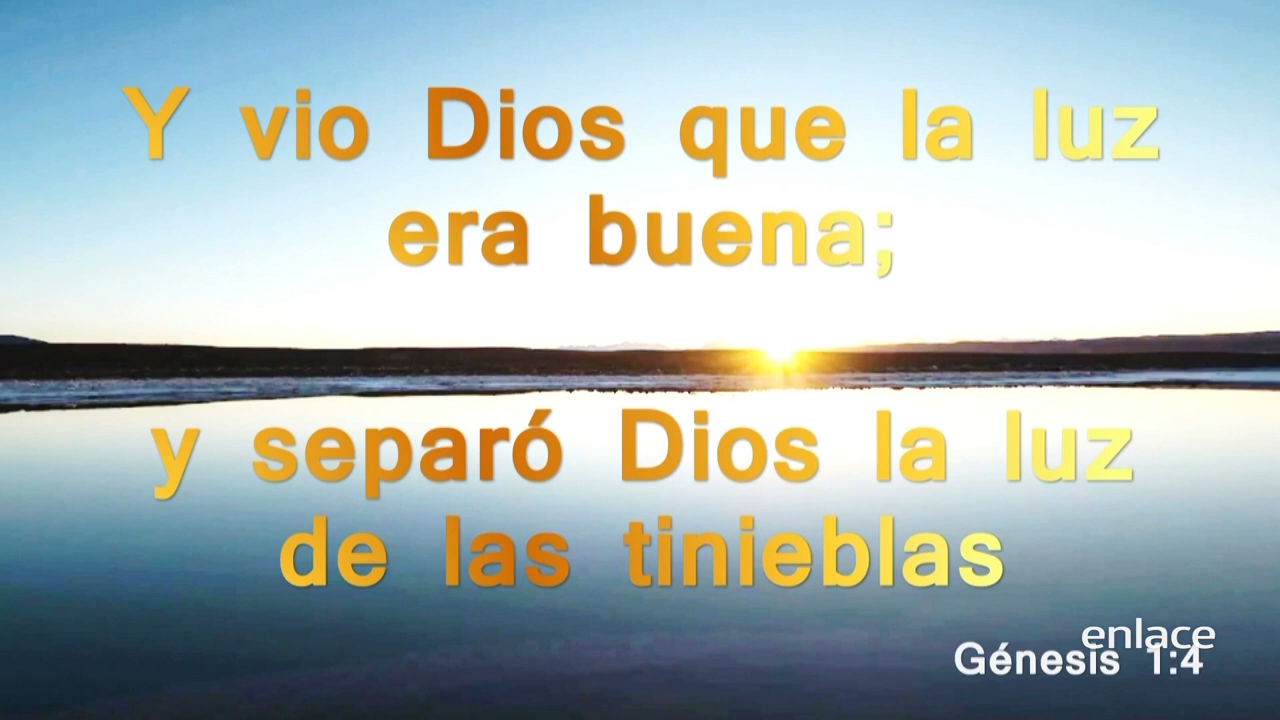 Y vio Dios que la luz
era buena;
y separó Dios la luz
de las tinieblas
enlace
Génesis 1:4